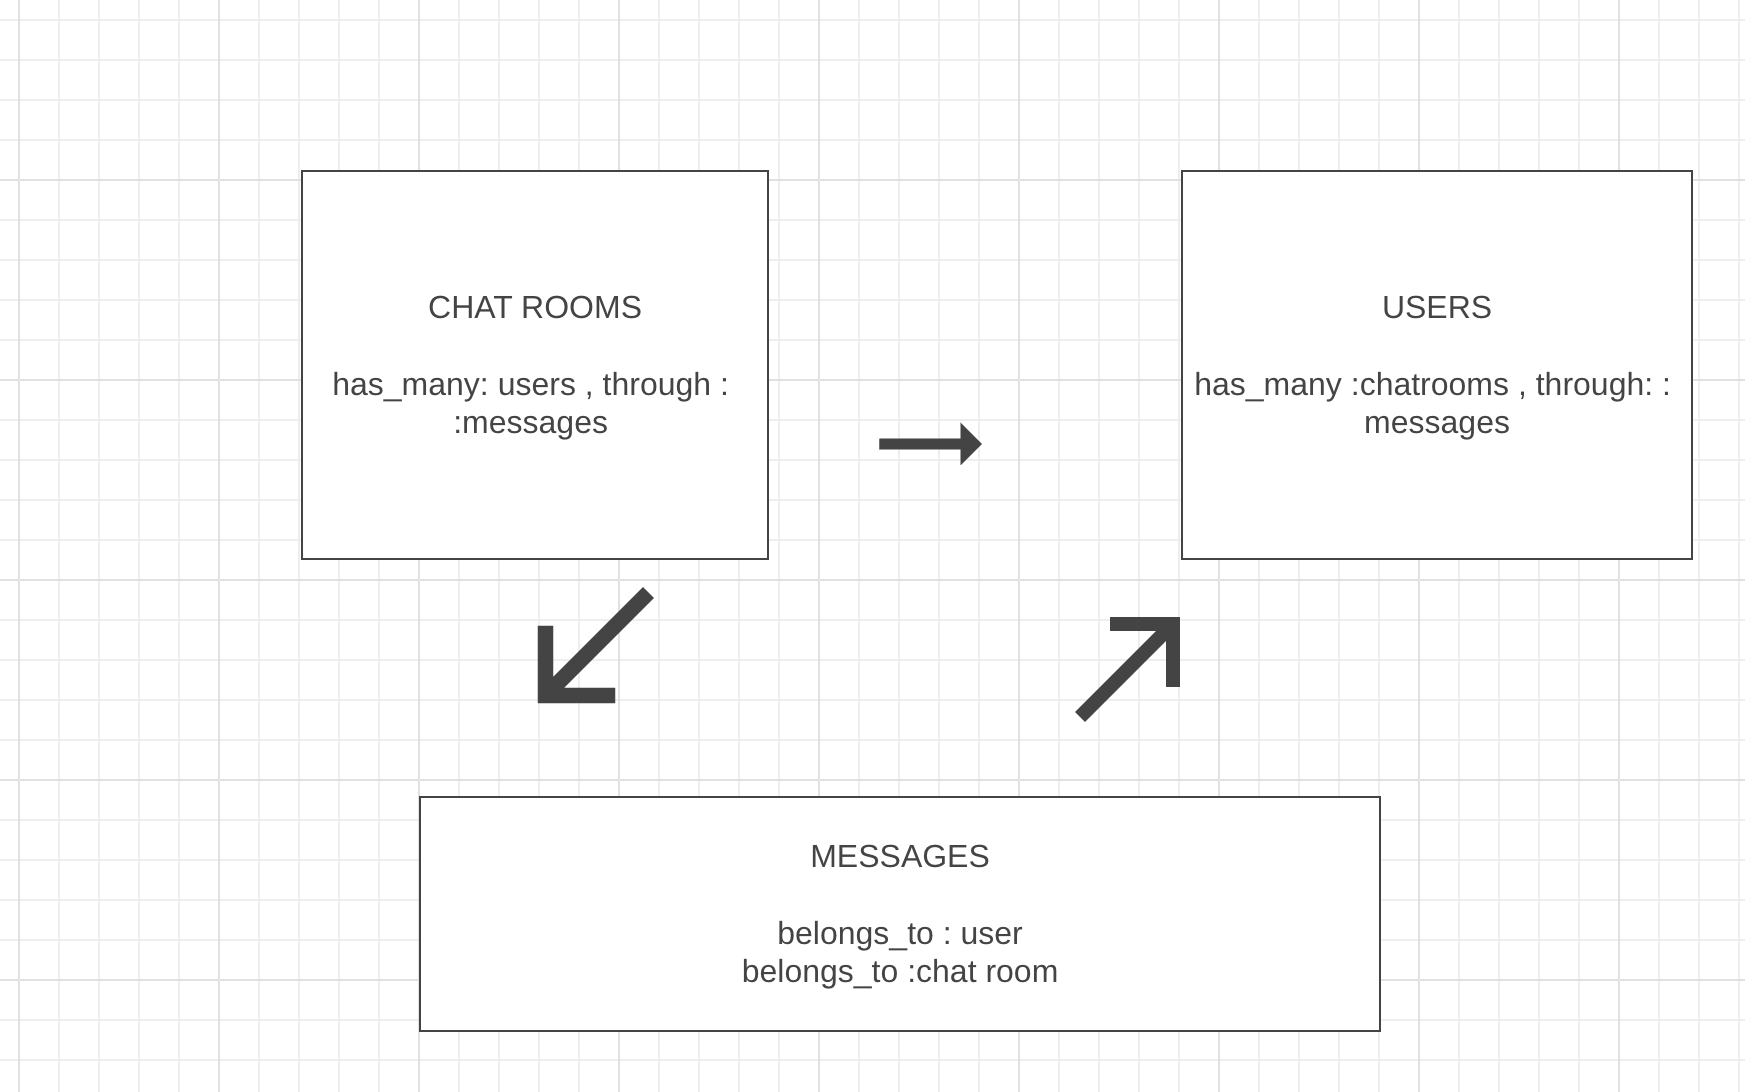 CHAT ROOMS
has_many: users , through :
:messages
USERS
has_many :chatrooms , through: :
messages
MESSAGES
belongs_to : user
belongs_to :chat room